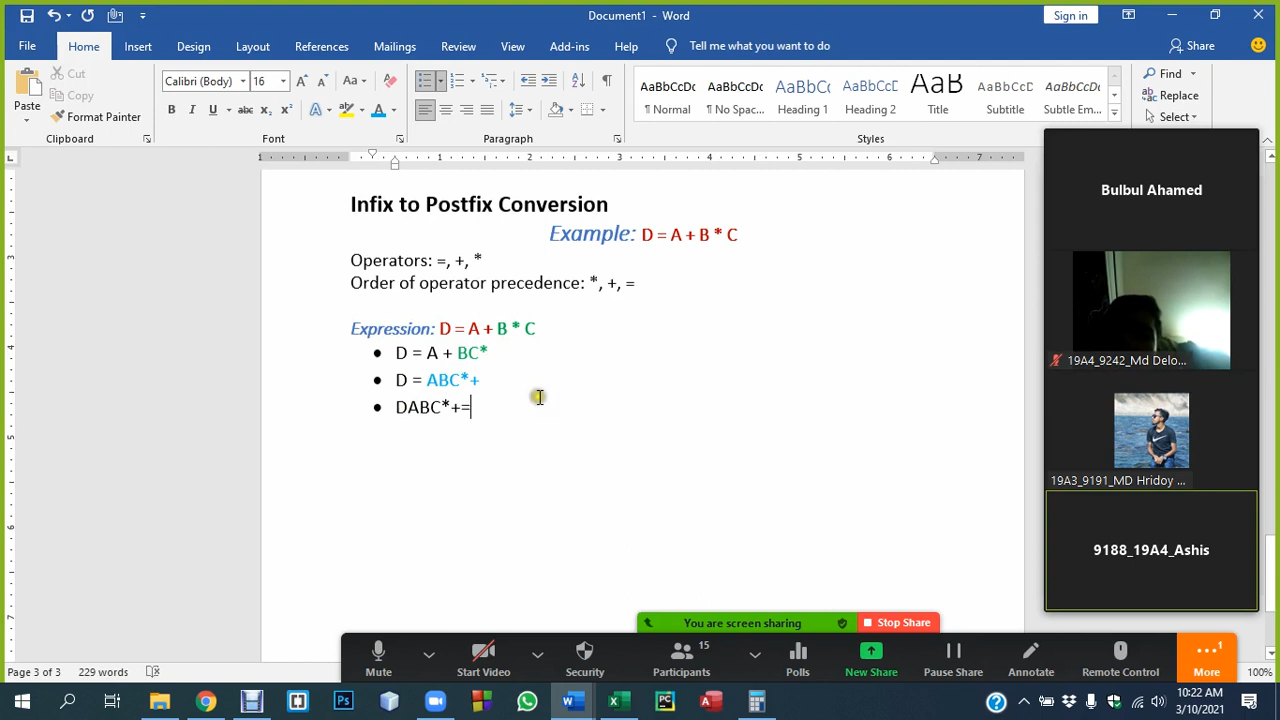 Document1 - Word
Sign in
File Home Insert Design Layout References Mailings Review View Add-ins Help Tell me what you want to do Share
Paste
Cut
Copy
Format Painter
Clipboard
Calibri (Body) 16
Font
Paragraph
AaBbCcDc ¶ Normal
AaBbCcDc ¶ No Spac...
AaBbC Heading 1
AaBbCcD Heading 2
AaB Title
AaBbCcD Subtitle
AaBbCcDc Subtle Em...
Styles
Find
Replace
Select
Infix to Postfix Conversion
Example: D = A + B * C
Operators: =, +, *
Order of operator precedence: *, +, =
Expression: D = A + B * C
• D = A + BC*
• D = ABC*+
• DABC*+=
Bulbul Ahamed
19A4_9242_Md Delo...
19A3_9191_MD Hridoy ...
9188_19A4_Ashis
You are screen sharing Stop Share
Mute Start Video Security Participants 15 Polls New Share Pause Share Annotate Remote Control More 1
Page 3 of 3 229 words 100%
10:22 AM
3/10/2021